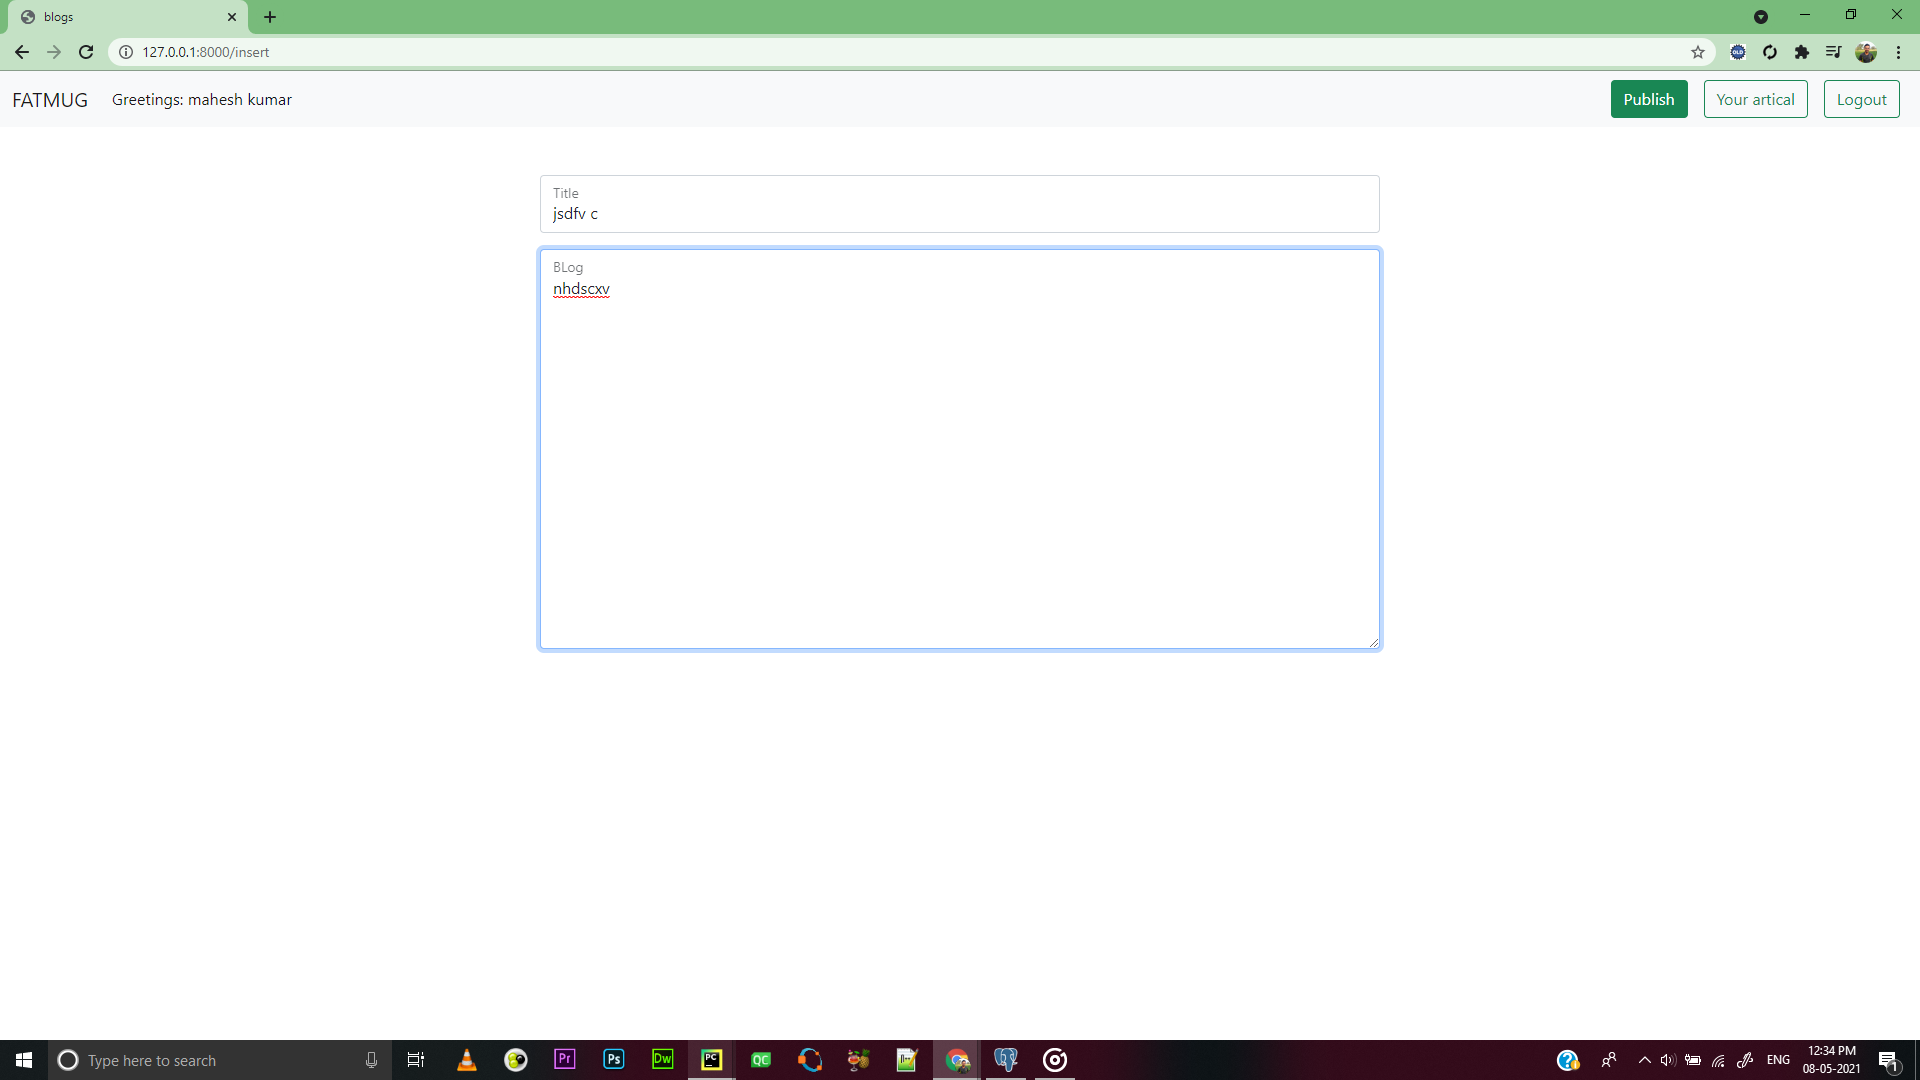 blogs
127.0.0.1:8000/insert
FATMUG Greetings: mahesh kumar Publish Your artical Logout
Title
jsdfv c
BLog
nhdscxv
Type here to search Pr Ps Dw PC QC ENG 12:34 PM
08-05-2021 1